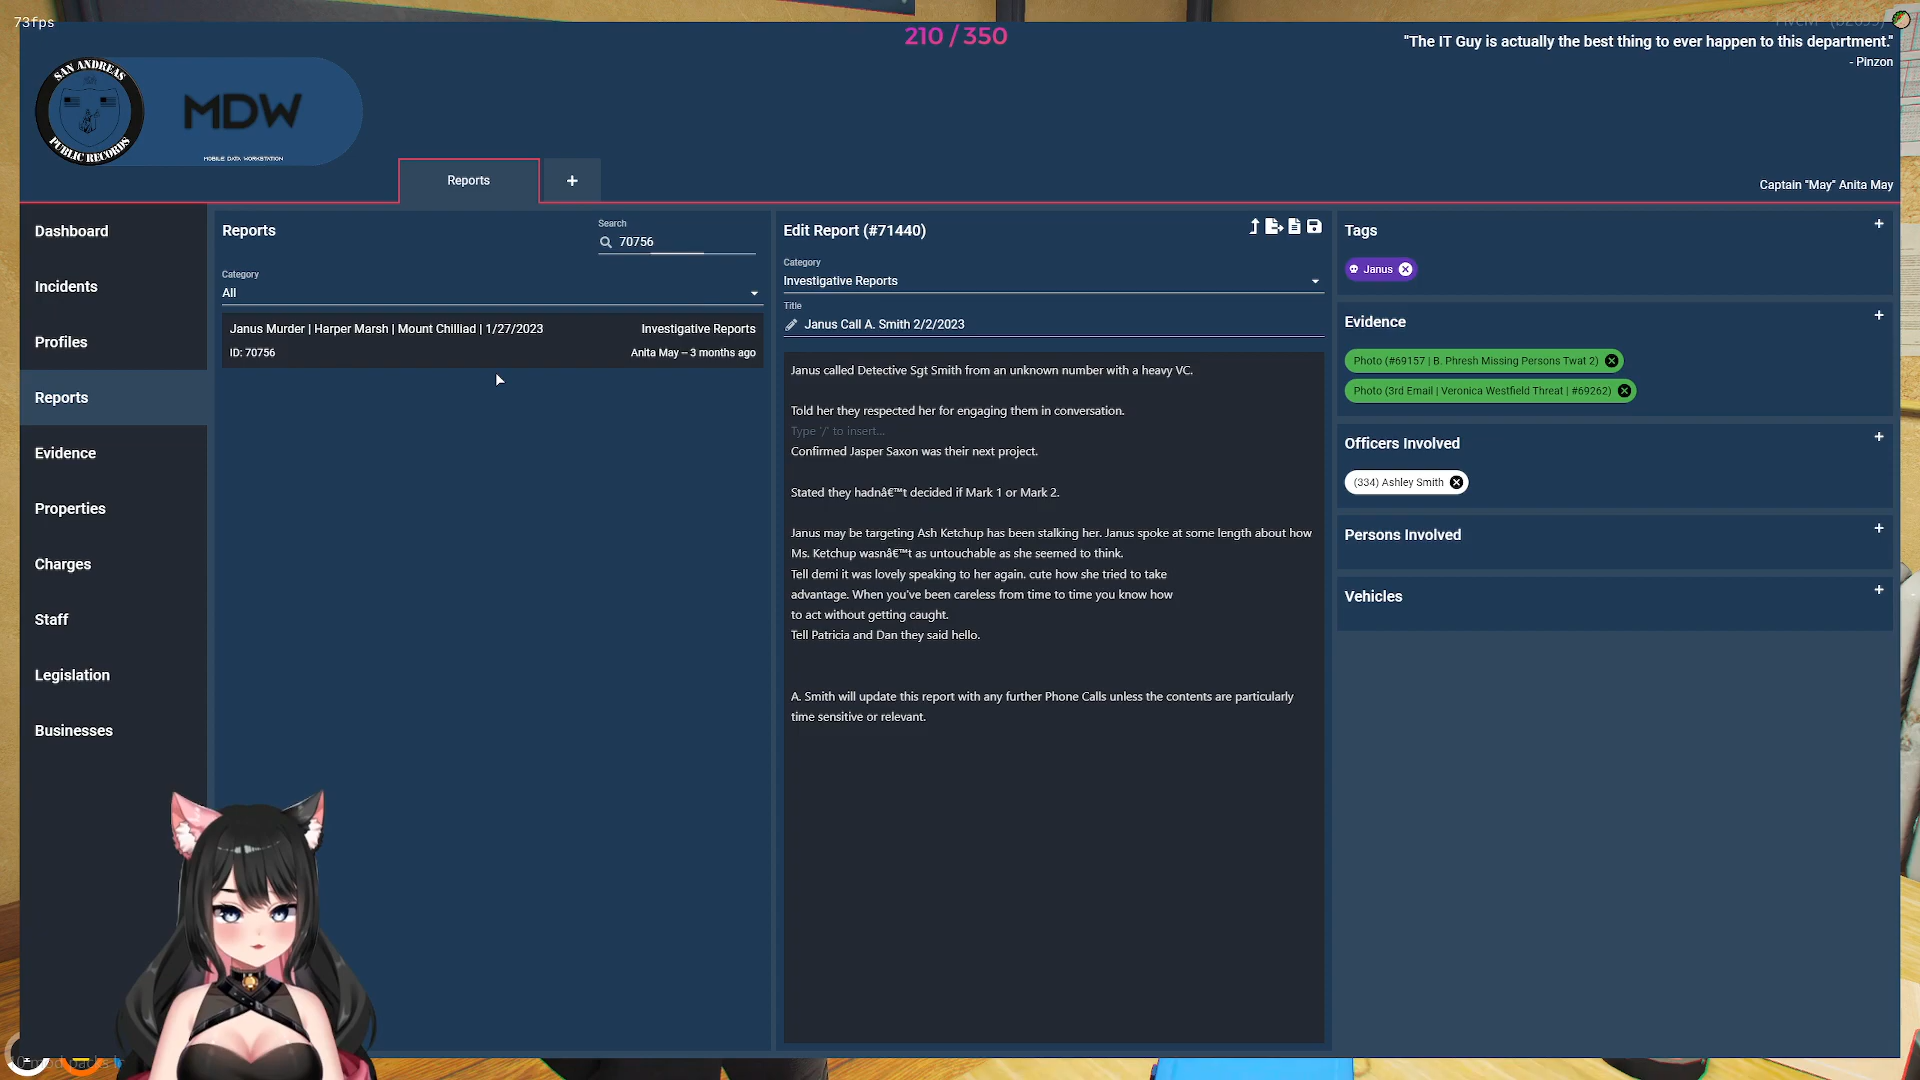 73fps
210 / 350
"The IT Guy is actually the best thing to ever happen to this department."
- Pinzon
SAN ANDREAS
PUBLIC RECORDS
MDW
MOBILE DATA WORKSTATION
Reports
+
Captain "May" Anita May
Dashboard
Incidents
Profiles
Reports
Evidence
Properties
Charges
Staff
Legislation
Businesses
Reports
Search
70756
Category
All
Janus Murder | Harper Marsh | Mount Chilliad | 1/27/2023
Investigative Reports
ID: 70756
Anita May – 3 months ago
Edit Report (#71440)
Category
Investigative Reports
Title
Janus Call A. Smith 2/2/2023
Janus called Detective Sgt Smith from an unknown number with a heavy VC.
Told her they respected her for engaging them in conversation.
Type '/' to insert...
Confirmed Jasper Saxon was their next project.
Stated they hadnâ€™t decided if Mark 1 or Mark 2.
Janus may be targeting Ash Ketchup has been stalking her. Janus spoke at some length about how
Ms. Ketchup wasnâ€™t as untouchable as she seemed to think.
Tell demi it was lovely speaking to her again. cute how she tried to take
advantage. When you've been careless from time to time you know how
to act without getting caught.
Tell Patricia and Dan they said hello.
A. Smith will update this report with any further Phone Calls unless the contents are particularly
time sensitive or relevant.
Tags
+
Janus
Evidence
+
Photo (#69157 | B. Phresh Missing Persons Twat 2)
Photo (3rd Email | Veronica Westfield Threat | #69262)
Officers Involved
+
(334) Ashley Smith
Persons Involved
+
Vehicles
+